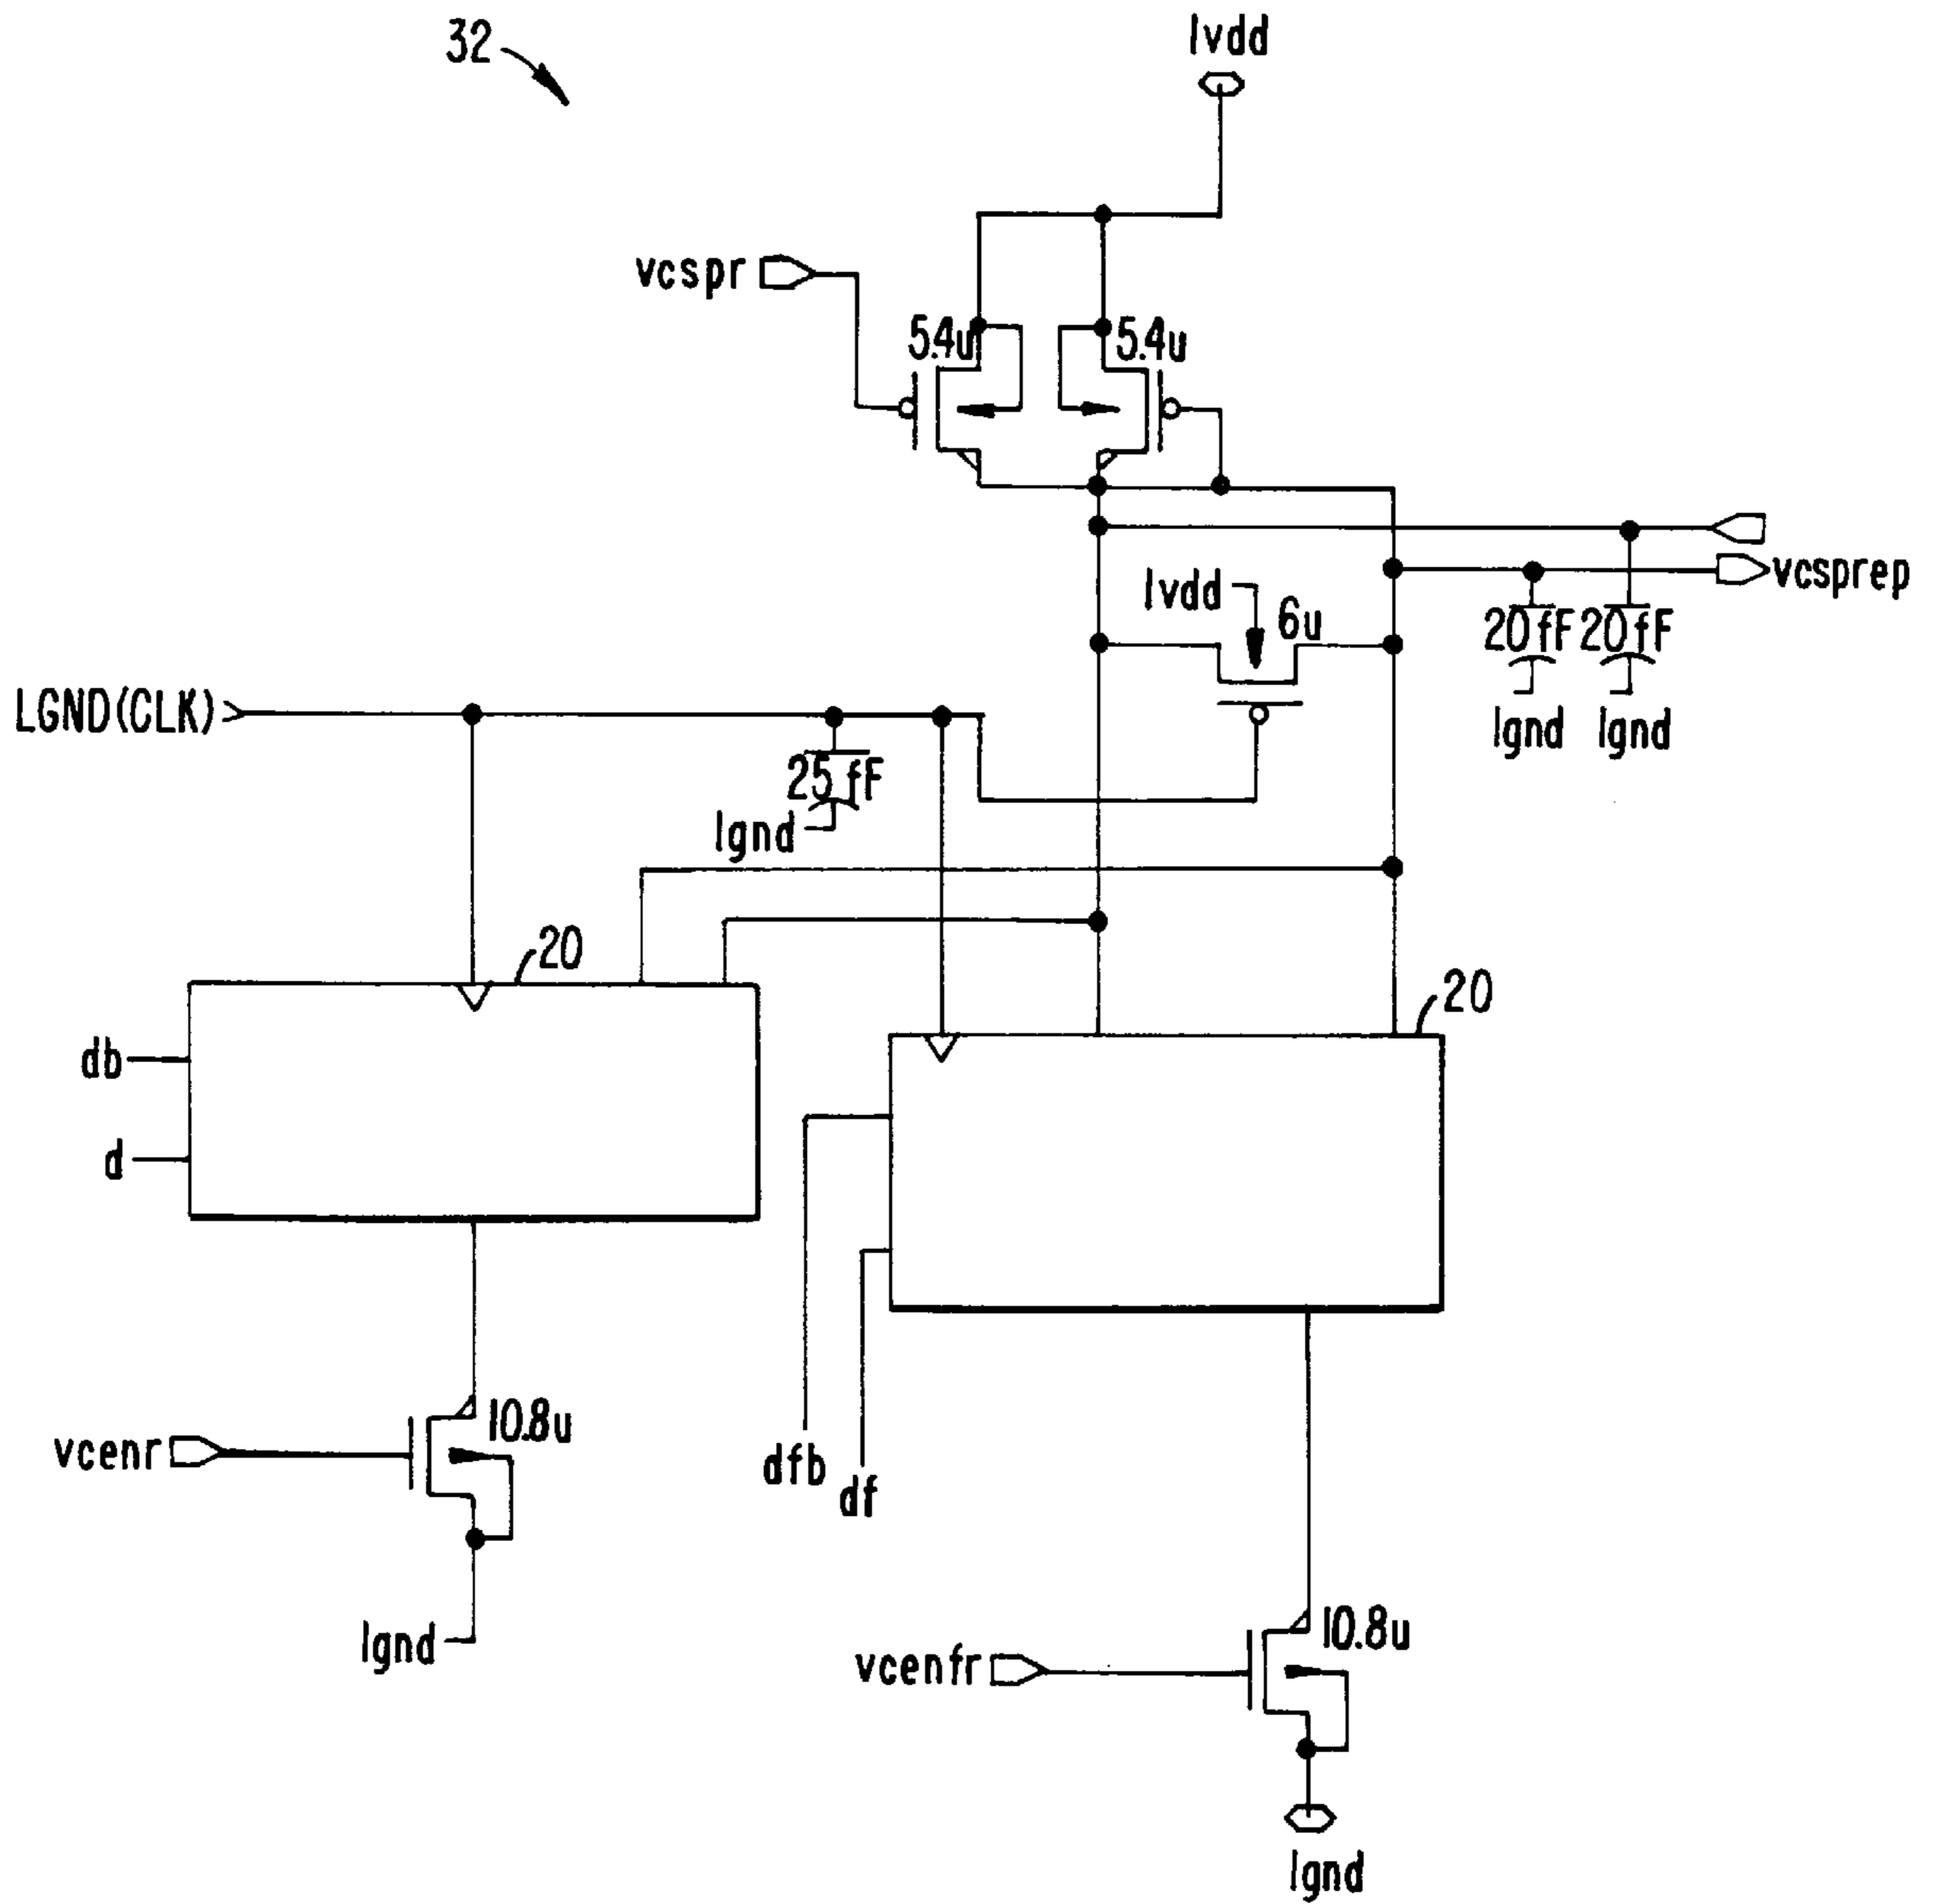 32
lvdd
vcspr
5.4u
5.4u
vcsprep
lvdd
6u
20fF 20fF
lgnd lgnd
LGND(CLK)
25fF
lgnd
20
20
db
d
10.8u
vcenr
dfb
df
lgnd
10.8u
vcenfr
lgnd